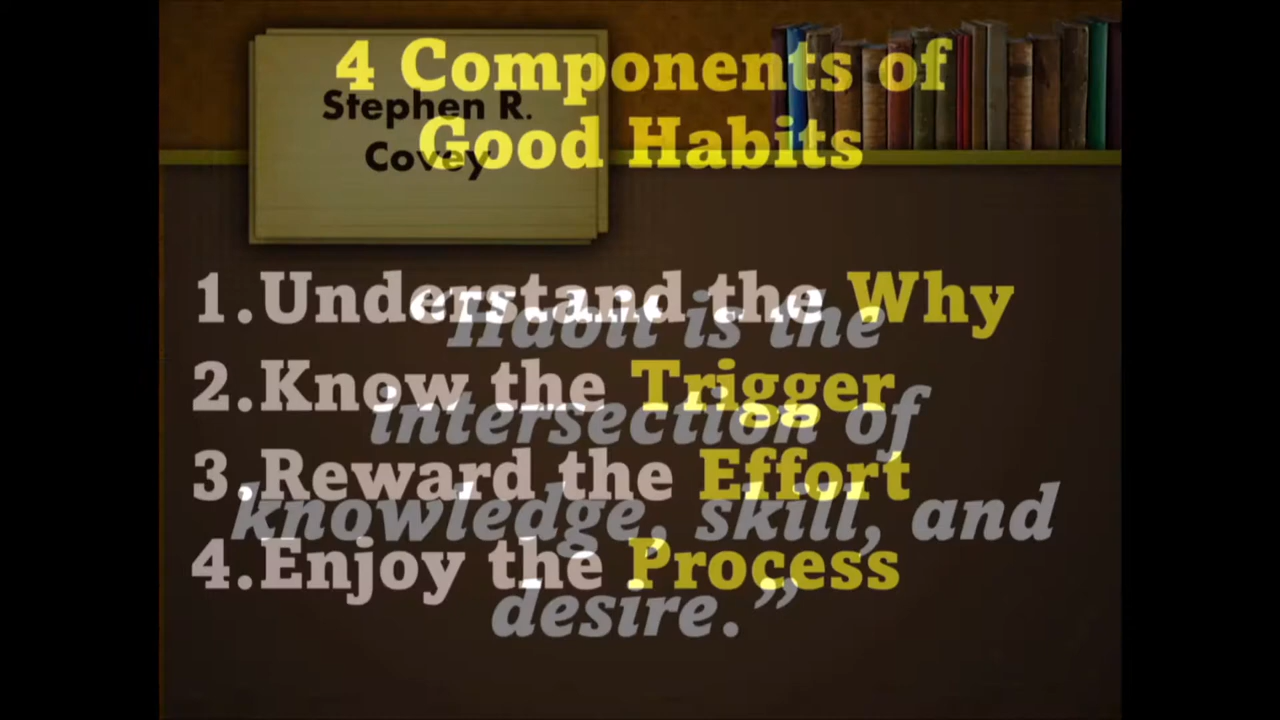 4 Components of
Good Habits
Stephen R.
Covey
1.Understand the Why
2.Know the Trigger
3.Reward the Effort
4.Enjoy the Process
“Habit is the
intersection of
knowledge, skill, and
desire.”